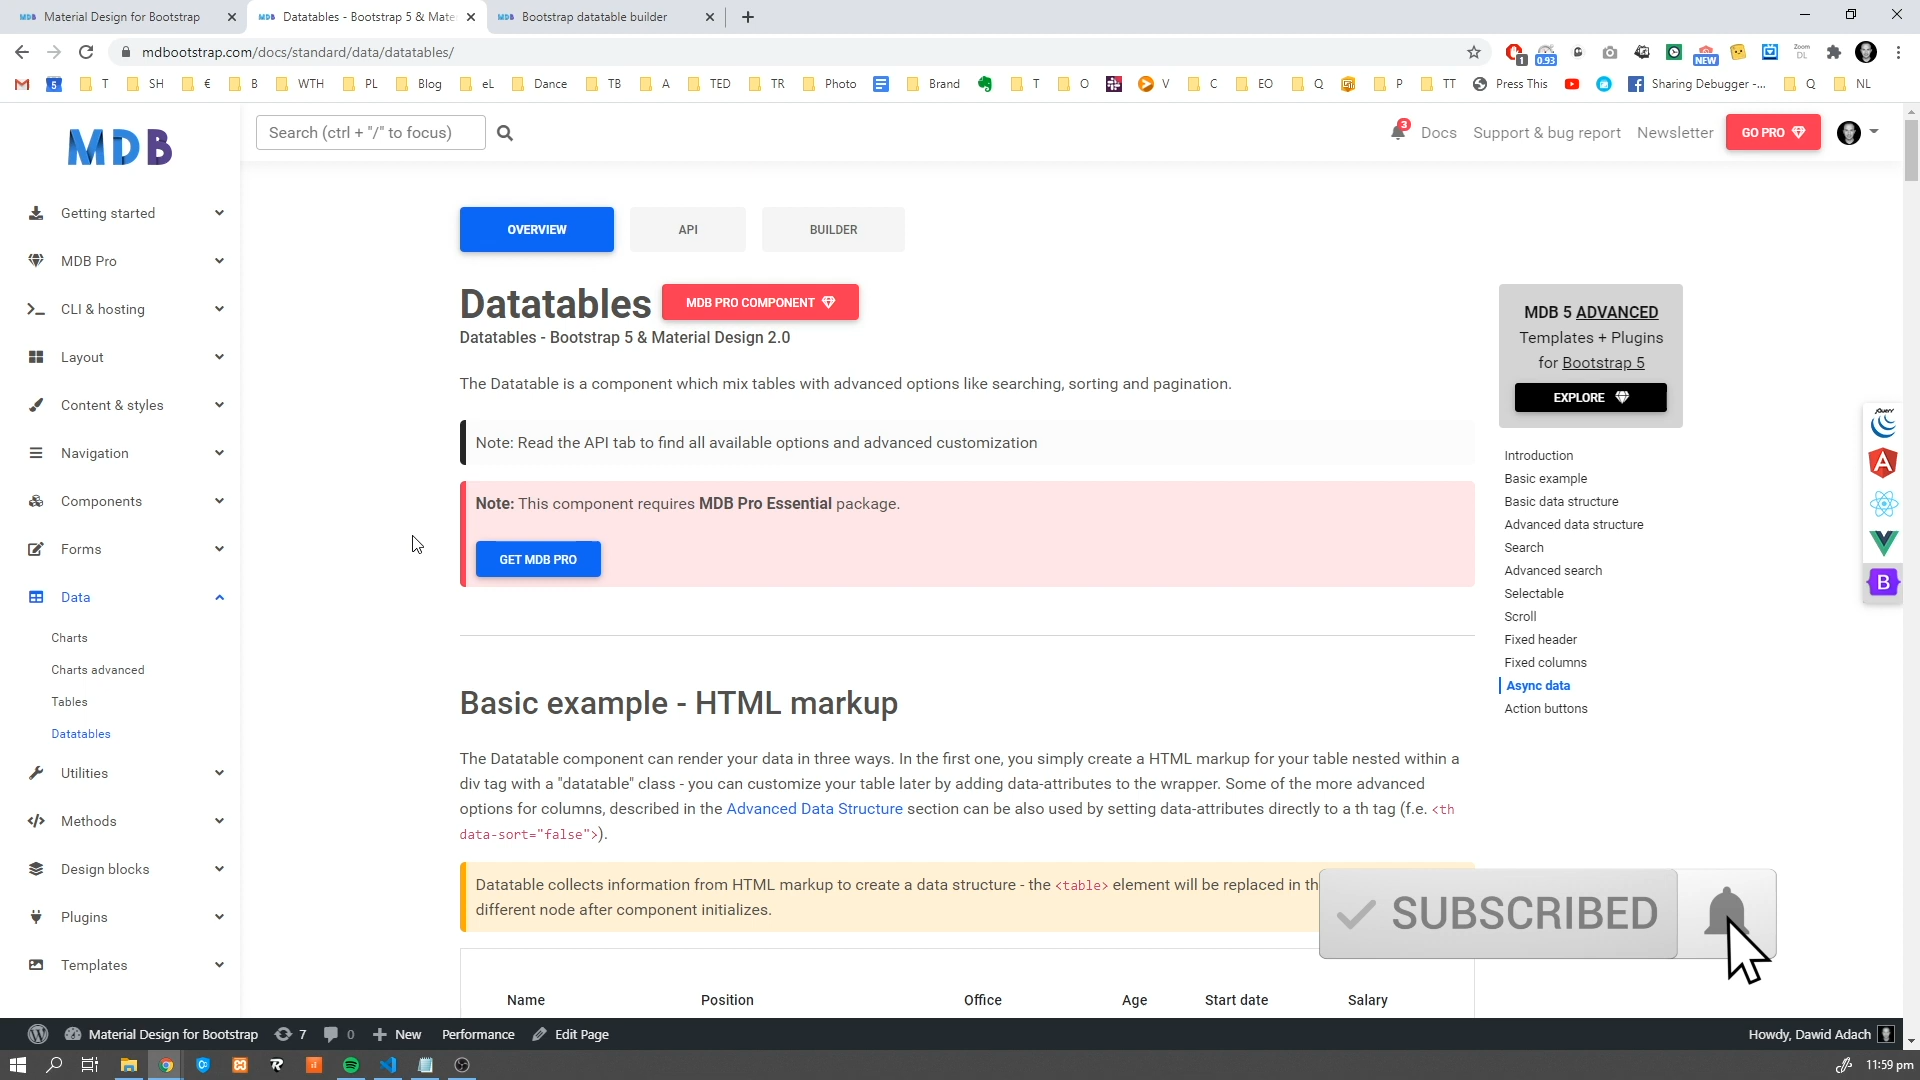 Material Design for Bootstrap
Datatables - Bootstrap 5 & Mate
Bootstrap datatable builder
mdbootstrap.com/docs/standard/data/datatables/
1
0.93
NEW
Zoom
DL
5
T
SH
€
B
WTH
PL
Blog
eL
Dance
TB
A
TED
TR
Photo
Brand
T
O
V
C
EO
Q
P
TT
Press This
Sharing Debugger -...
Q
NL
MDB
Search (ctrl + "/" to focus)
3
Docs
Support & bug report
Newsletter
GO PRO
Getting started
MDB Pro
CLI & hosting
Layout
Content & styles
Navigation
Components
Forms
Data
Charts
Charts advanced
Tables
Datatables
Utilities
Methods
Design blocks
Plugins
Templates
OVERVIEW
API
BUILDER
Datatables
MDB PRO COMPONENT
Datatables - Bootstrap 5 & Material Design 2.0
The Datatable is a component which mix tables with advanced options like searching, sorting and pagination.
Note: Read the API tab to find all available options and advanced customization
Note: This component requires MDB Pro Essential package.
GET MDB PRO
Basic example - HTML markup
The Datatable component can render your data in three ways. In the first one, you simply create a HTML markup for your table nested within a
div tag with a "datatable" class - you can customize your table later by adding data-attributes to the wrapper. Some of the more advanced
options for columns, described in the Advanced Data Structure section can be also used by setting data-attributes directly to a th tag (f.e. <th
data-sort="false">).
Datatable collects information from HTML markup to create a data structure - the <table> element will be replaced in th
different node after component initializes.
Name
Position
Office
Age
Start date
Salary
MDB 5 ADVANCED
Templates + Plugins
for Bootstrap 5
EXPLORE
Introduction
Basic example
Basic data structure
Advanced data structure
Search
Advanced search
Selectable
Scroll
Fixed header
Fixed columns
Async data
Action buttons
jQuery
A
B
SUBSCRIBED
Material Design for Bootstrap
7
0
New
Performance
Edit Page
Howdy, Dawid Adach
11:59 pm